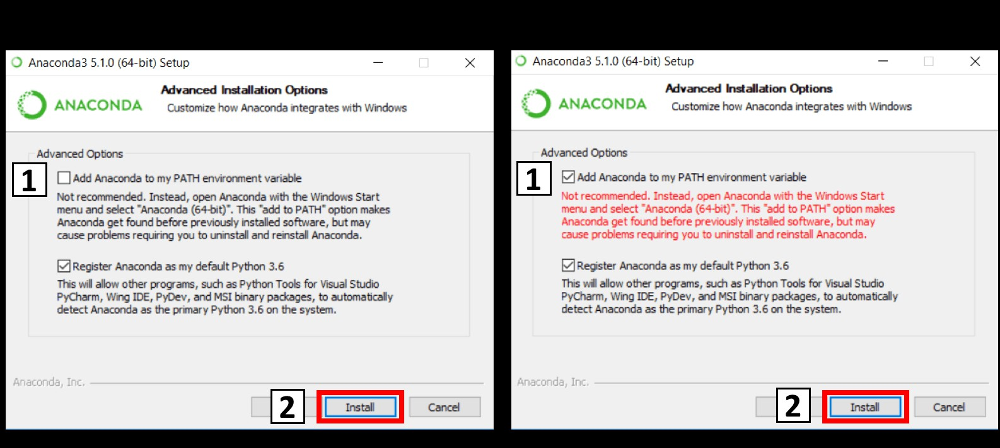 Anaconda3 5.1.0 (64-bit) Setup
ANACONDA
Advanced Installation Options
Customize how Anaconda integrates with Windows
Advanced Options
1
Add Anaconda to my PATH environment variable
Not recommended. Instead, open Anaconda with the Windows Start
menu and select "Anaconda (64-bit)". This "add to PATH" option makes
Anaconda get found before previously installed software, but may
cause problems requiring you to uninstall and reinstall Anaconda.
Register Anaconda as my default Python 3.6
This will allow other programs, such as Python Tools for Visual Studio
PyCharm, Wing IDE, PyDev, and MSI binary packages, to automatically
detect Anaconda as the primary Python 3.6 on the system.
Anaconda, Inc.
2
Install
Cancel
Anaconda3 5.1.0 (64-bit) Setup
ANACONDA
Advanced Installation Options
Customize how Anaconda integrates with Windows
Advanced Options
1
Add Anaconda to my PATH environment variable
Not recommended. Instead, open Anaconda with the Windows Start
menu and select "Anaconda (64-bit)". This "add to PATH" option makes
Anaconda get found before previously installed software, but may
cause problems requiring you to uninstall and reinstall Anaconda.
Register Anaconda as my default Python 3.6
This will allow other programs, such as Python Tools for Visual Studio
PyCharm, Wing IDE, PyDev, and MSI binary packages, to automatically
detect Anaconda as the primary Python 3.6 on the system.
Anaconda, Inc.
2
Install
Cancel